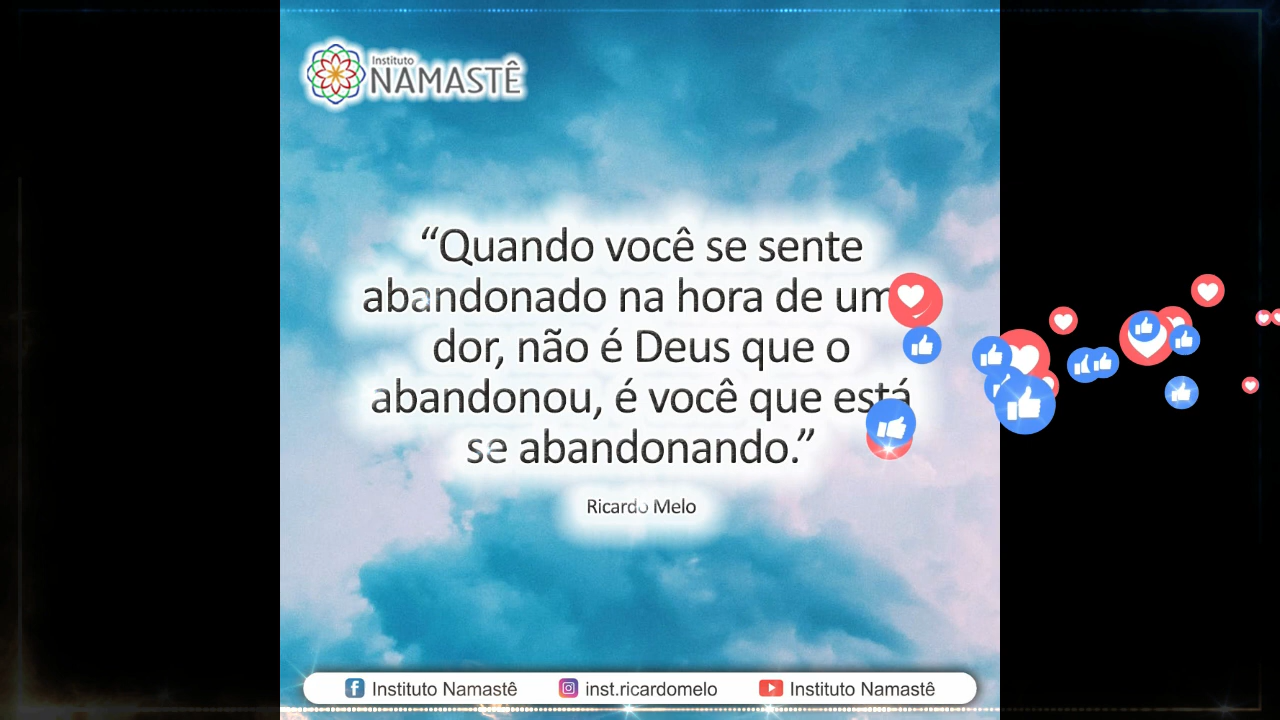 Instituto
NAMASTÊ
“Quando você se sente
abandonado na hora de um
dor, não é Deus que o
abandonou, é você que está
se abandonando.”
Ricardo Melo
Instituto Namastê inst.ricardomelo Instituto Namastê